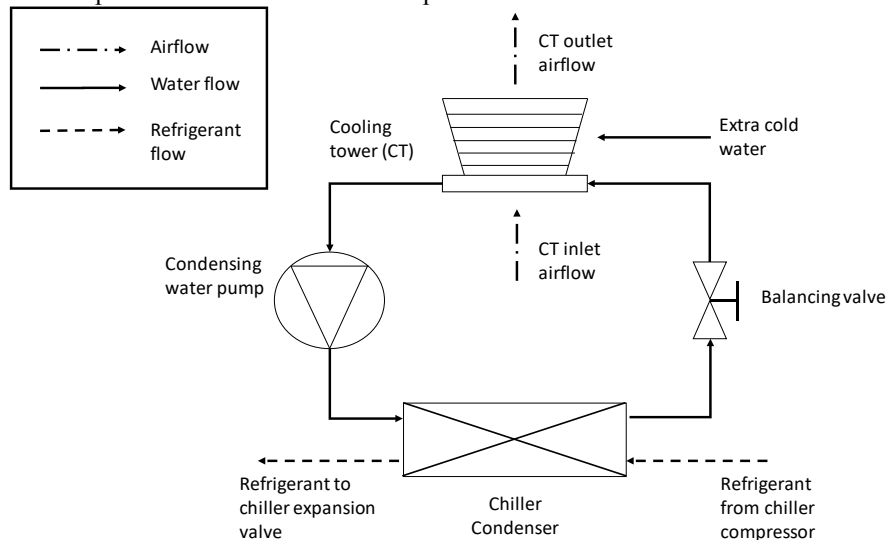 Airflow
Water flow
Refrigerant
flow
CT outlet
airflow
Cooling
tower (CT)
Extra cold
water
CT inlet
airflow
Condensing
water pump
Balancing valve
Refrigerant to
chiller expansion
valve
Chiller
Condenser
Refrigerant
from chiller
compressor